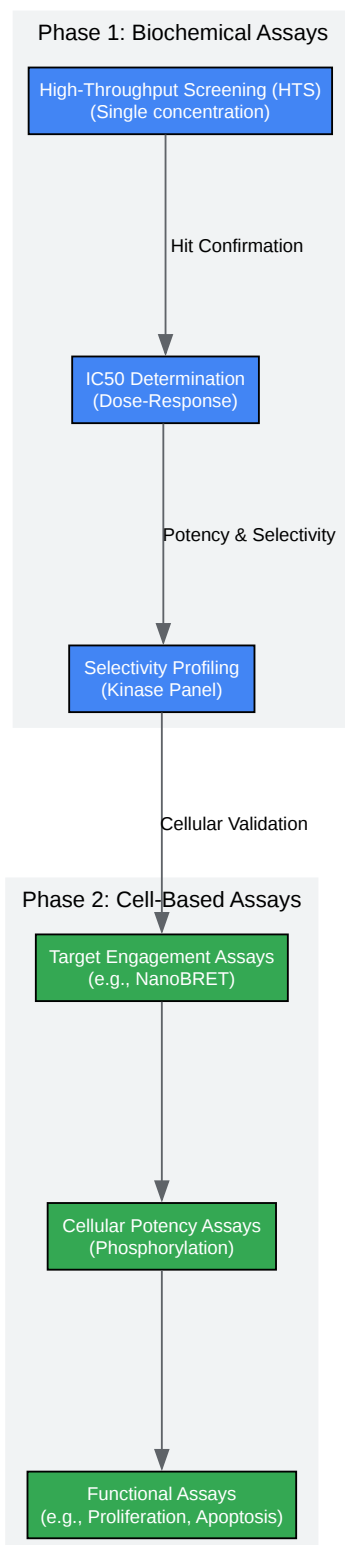 Phase 1: Biochemical Assays
High-Throughput Screening (HTS)
(Single concentration)
Hit Confirmation
IC50 Determination
(Dose-Response)
Potency & Selectivity
Selectivity Profiling
(Kinase Panel)
Cellular Validation
Phase 2: Cell-Based Assays
Target Engagement Assays
(e.g., NanoBRET)
Cellular Potency Assays
(Phosphorylation)
Functional Assays
(e.g., Proliferation, Apoptosis)